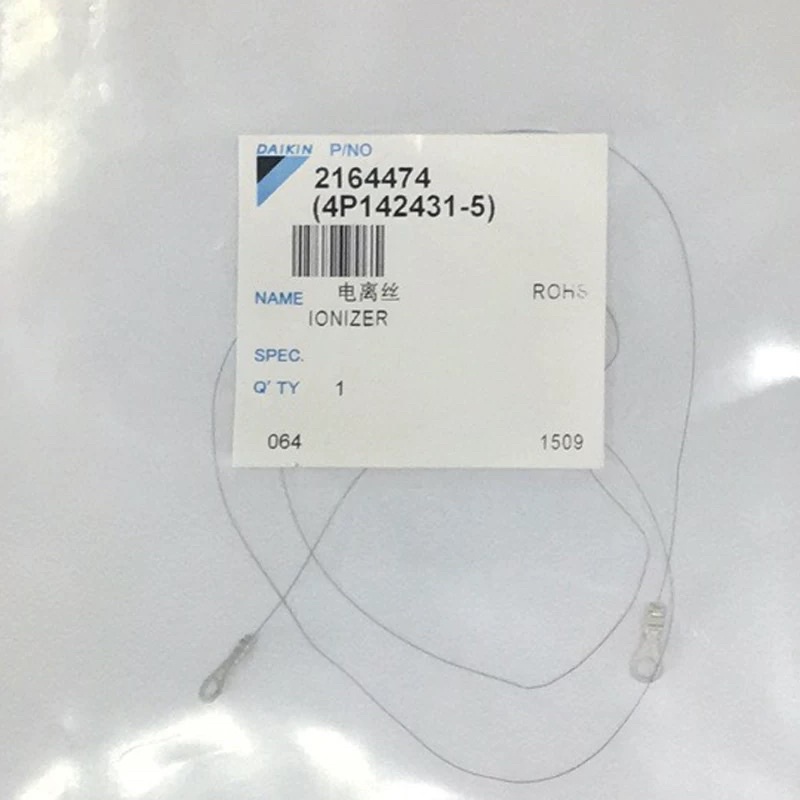 DAIKIN P/NO
2164474
(4P142431-5)
NAME 电离丝 ROHS
IONIZER
SPEC.
Q'TY 1
064 1509